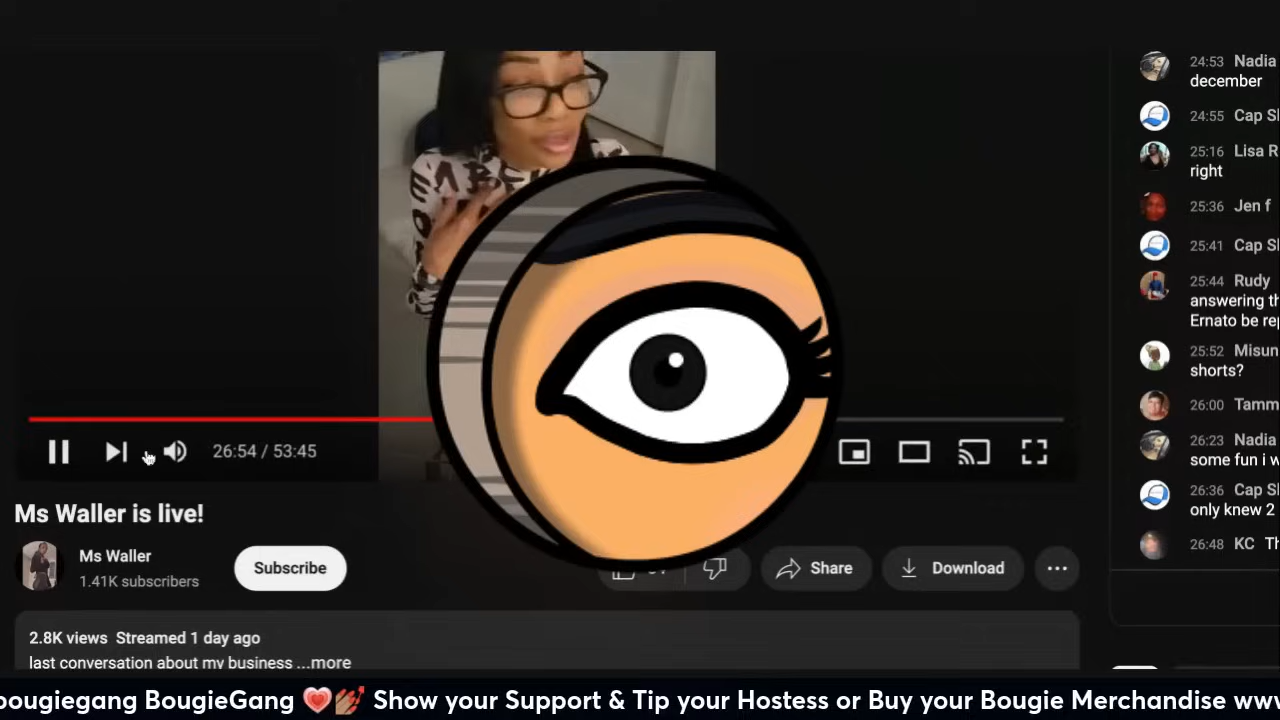 24:53 Nadia
december
24:55 Cap S
25:16 Lisa R
right
25:36 Jen f
25:41 Cap S
25:44 Rudy
answering th
Ernato be rep
25:52 Misun
shorts?
26:00 Tamm
26:23 Nadia
some fun i w
26:36 Cap S
only knew 2
26:48 KC Th
26:54 / 53:45
Ms Waller is live!
Ms Waller
1.41K subscribers
Subscribe
Share
Download
2.8K views Streamed 1 day ago
last conversation about my business ...more
bougiegang BougieGang 💗💅🏾 Show your Support & Tip your Hostess or Buy your Bougie Merchandise ww